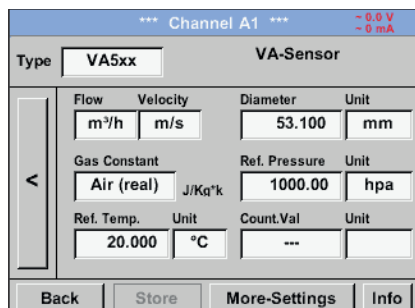 *** Channel A1 *** ~ 0.0 V
~ 0 mA
Type VA5xx VA-Sensor
Flow Velocity Diameter Unit
m³/h m/s 53.100 mm
< Gas Constant Ref. Pressure Unit
Air (real) J/Kg*k 1000.00 hpa
Ref. Temp. Unit Count.Val Unit
20.000 °C ---
Back Store More-Settings Info